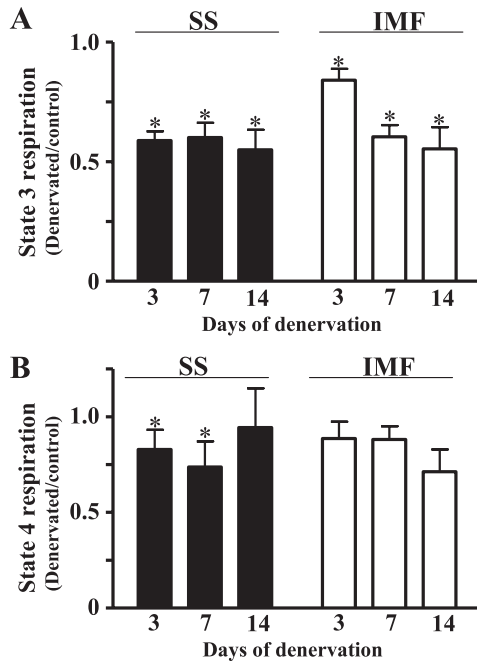 A
SS IMF
State 3 respiration
(Denervated/control)
1.0
0.5
0
* * * * * *
3 7 14 3 7 14
Days of denervation
B
SS IMF
State 4 respiration
(Denervated/control)
1.0
0.5
0
* *
3 7 14 3 7 14
Days of denervation